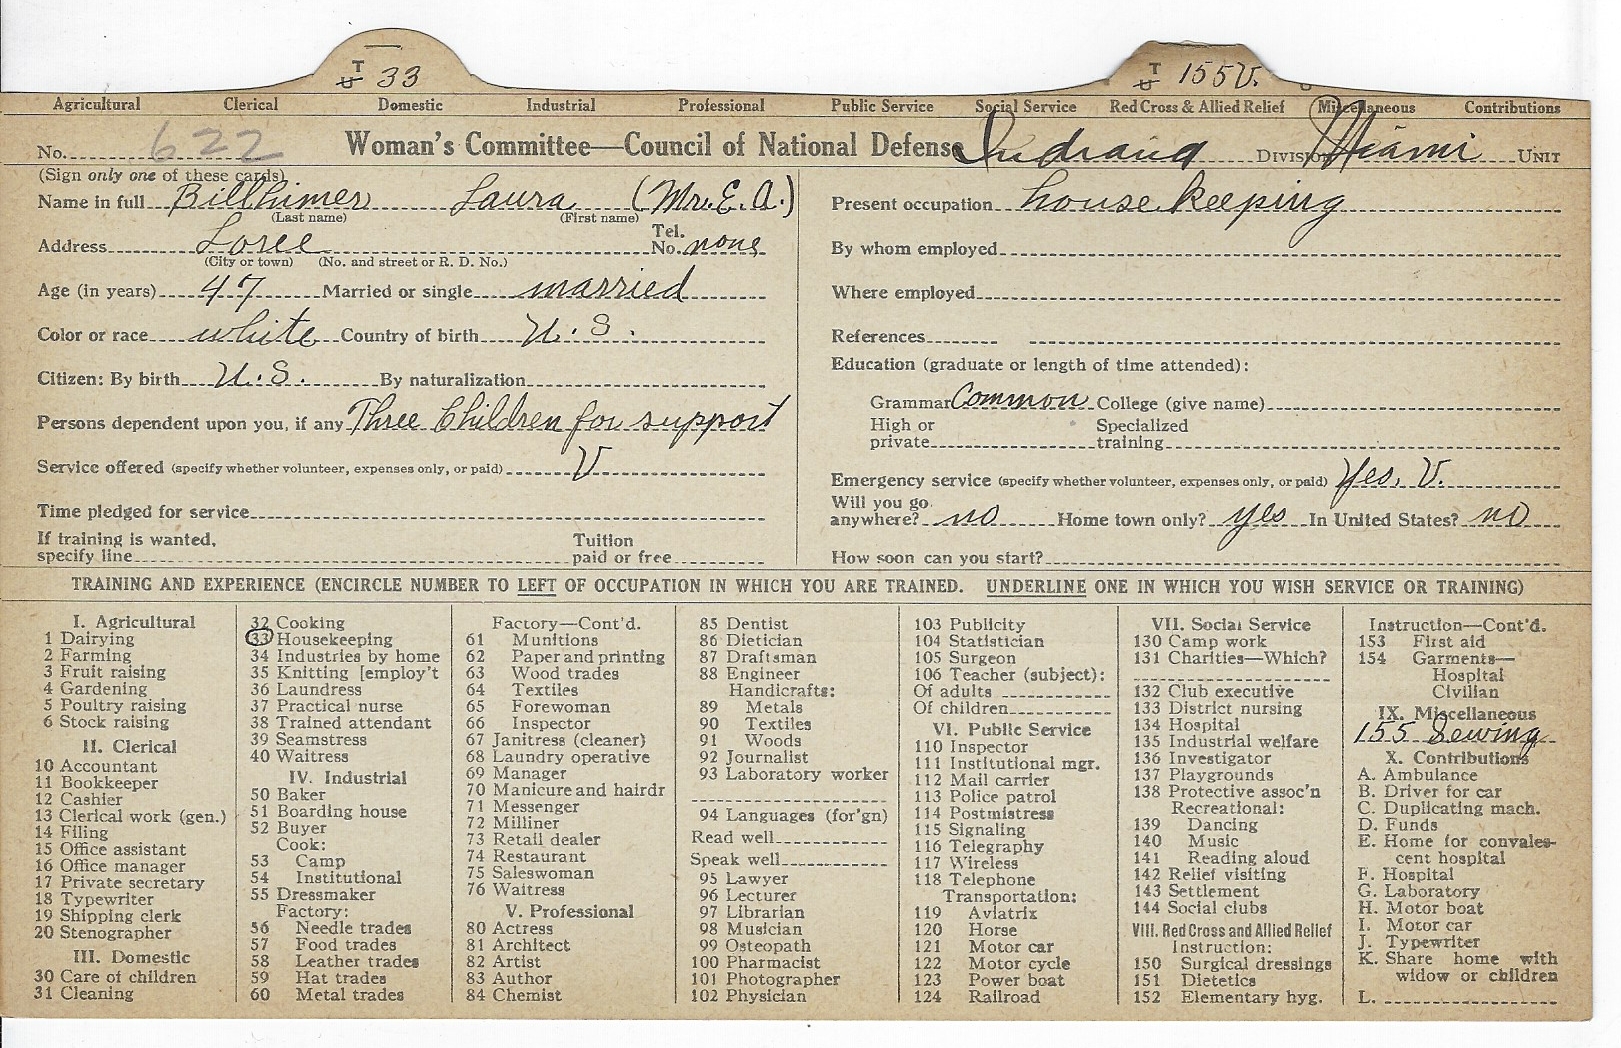 T
U 33
T
U 155 V.
Agricultural Clerical Domestic Industrial Professional Public Service Social Service Red Cross & Allied Relief Miscellaneous Contributions
No. 622 Woman's Committee—Council of National Defense Indiana Division Miami Unit
(Sign only one of these cards)
Name in full Billhimer Laura (Mrs. E. A.)
(Last name) (First name)
Address Loree Tel. No. none
(City or town) (No. and street or R. D. No.)
Age (in years) 47 Married or single married
Color or race white Country of birth U. S.
Citizen: By birth U. S. By naturalization
Persons dependent upon you, if any Three Children for support
Service offered (specify whether volunteer, expenses only, or paid) V
Time pledged for service
If training is wanted, specify line Tuition paid or free
Present occupation house keeping
By whom employed
Where employed
References
Education (graduate or length of time attended):
Grammar Common College (give name)
High or private Specialized training
Emergency service (specify whether volunteer, expenses only, or paid) Yes, V.
Will you go anywhere? no Home town only? yes In United States? no
How soon can you start?
TRAINING AND EXPERIENCE (ENCIRCLE NUMBER TO LEFT OF OCCUPATION IN WHICH YOU ARE TRAINED. UNDERLINE ONE IN WHICH YOU WISH SERVICE OR TRAINING)
I. Agricultural
1 Dairying
2 Farming
3 Fruit raising
4 Gardening
5 Poultry raising
6 Stock raising
II. Clerical
10 Accountant
11 Bookkeeper
12 Cashier
13 Clerical work (gen.)
14 Filing
15 Office assistant
16 Office manager
17 Private secretary
18 Typewriter
19 Shipping clerk
20 Stenographer
III. Domestic
30 Care of children
31 Cleaning
32 Cooking
33 Housekeeping
34 Industries by home
35 Knitting [employ't
36 Laundress
37 Practical nurse
38 Trained attendant
39 Seamstress
40 Waitress
IV. Industrial
50 Baker
51 Boarding house
52 Buyer
Cook:
53 Camp
54 Institutional
55 Dressmaker
Factory:
56 Needle trades
57 Food trades
58 Leather trades
59 Hat trades
60 Metal trades
Factory—Cont'd.
61 Munitions
62 Paper and printing
63 Wood trades
64 Textiles
65 Forewoman
66 Inspector
67 Janitress (cleaner)
68 Laundry operative
69 Manager
70 Manicure and hairdr
71 Messenger
72 Milliner
73 Retail dealer
74 Restaurant
75 Saleswoman
76 Waitress
V. Professional
80 Actress
81 Architect
82 Artist
83 Author
84 Chemist
85 Dentist
86 Dietician
87 Draftsman
88 Engineer
Handicrafts:
89 Metals
90 Textiles
91 Woods
92 Journalist
93 Laboratory worker
94 Languages (for'gn)
Read well
Speak well
95 Lawyer
96 Lecturer
97 Librarian
98 Musician
99 Osteopath
100 Pharmacist
101 Photographer
102 Physician
103 Publicity
104 Statistician
105 Surgeon
106 Teacher (subject):
Of adults
Of children
VI. Public Service
110 Inspector
111 Institutional mgr.
112 Mail carrier
113 Police patrol
114 Postmistress
115 Signaling
116 Telegraphy
117 Wireless
118 Telephone
Transportation:
119 Aviatrix
120 Horse
121 Motor car
122 Motor cycle
123 Power boat
124 Railroad
VII. Social Service
130 Camp work
131 Charities—Which?
132 Club executive
133 District nursing
134 Hospital
135 Industrial welfare
136 Investigator
137 Playgrounds
138 Protective assoc'n
Recreational:
139 Dancing
140 Music
141 Reading aloud
142 Relief visiting
143 Settlement
144 Social clubs
VIII. Red Cross and Allied Relief
Instruction:
150 Surgical dressings
151 Dietetics
152 Elementary hyg.
Instruction—Cont'd.
153 First aid
154 Garments—
Hospital
Civilian
IX. Miscellaneous
155 Sewing
X. Contributions
A. Ambulance
B. Driver for car
C. Duplicating mach.
D. Funds
E. Home for convales-
cent hospital
F. Hospital
G. Laboratory
H. Motor boat
I. Motor car
J. Typewriter
K. Share home with
widow or children
L.